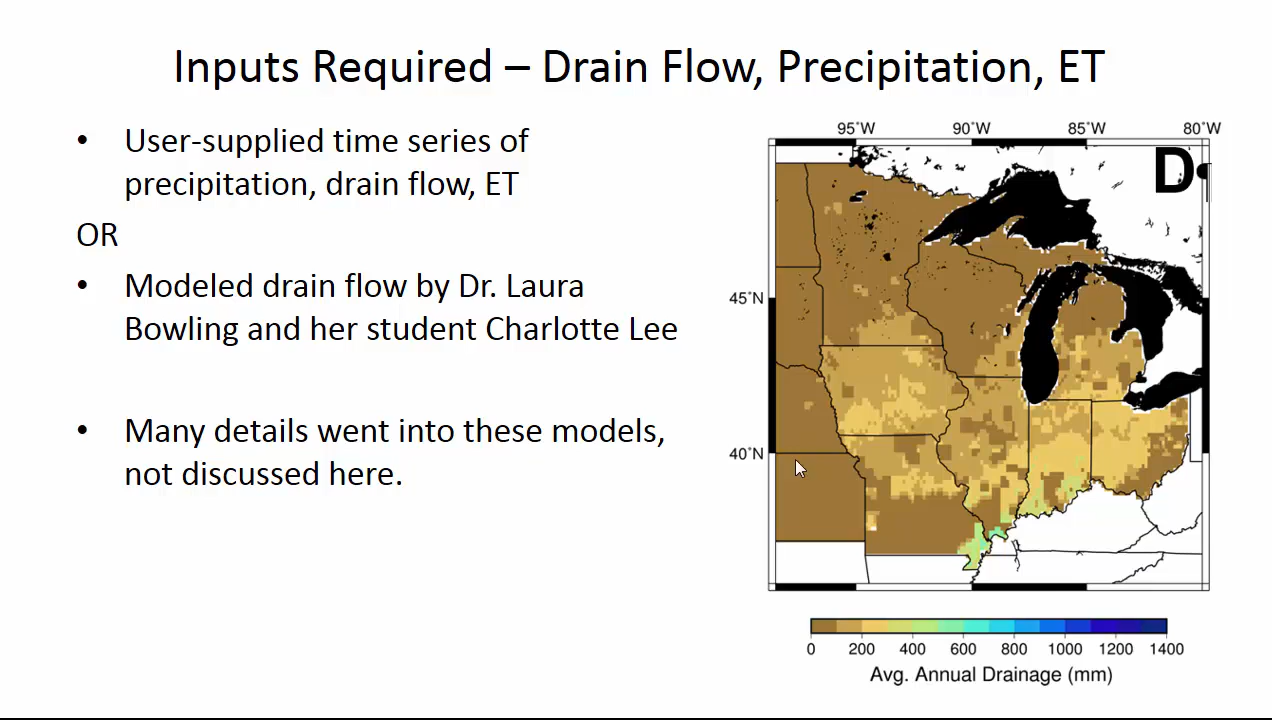 Inputs Required – Drain Flow, Precipitation, ET
• User-supplied time series of
precipitation, drain flow, ET
OR
• Modeled drain flow by Dr. Laura
Bowling and her student Charlotte Lee
• Many details went into these models,
not discussed here.
95˚W 90˚W 85˚W 80˚W
D
45˚N
40˚N
0 200 400 600 800 1000 1200 1400
Avg. Annual Drainage (mm)